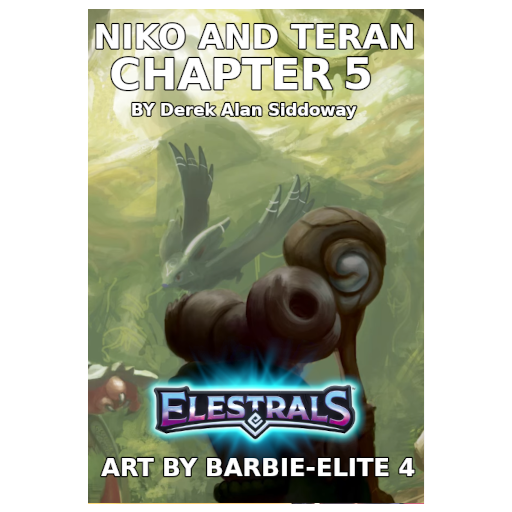 NIKO AND TERAN
CHAPTER 5
BY Derek Alan Siddoway
ELESTRALS
ART BY BARBIE-ELITE 4